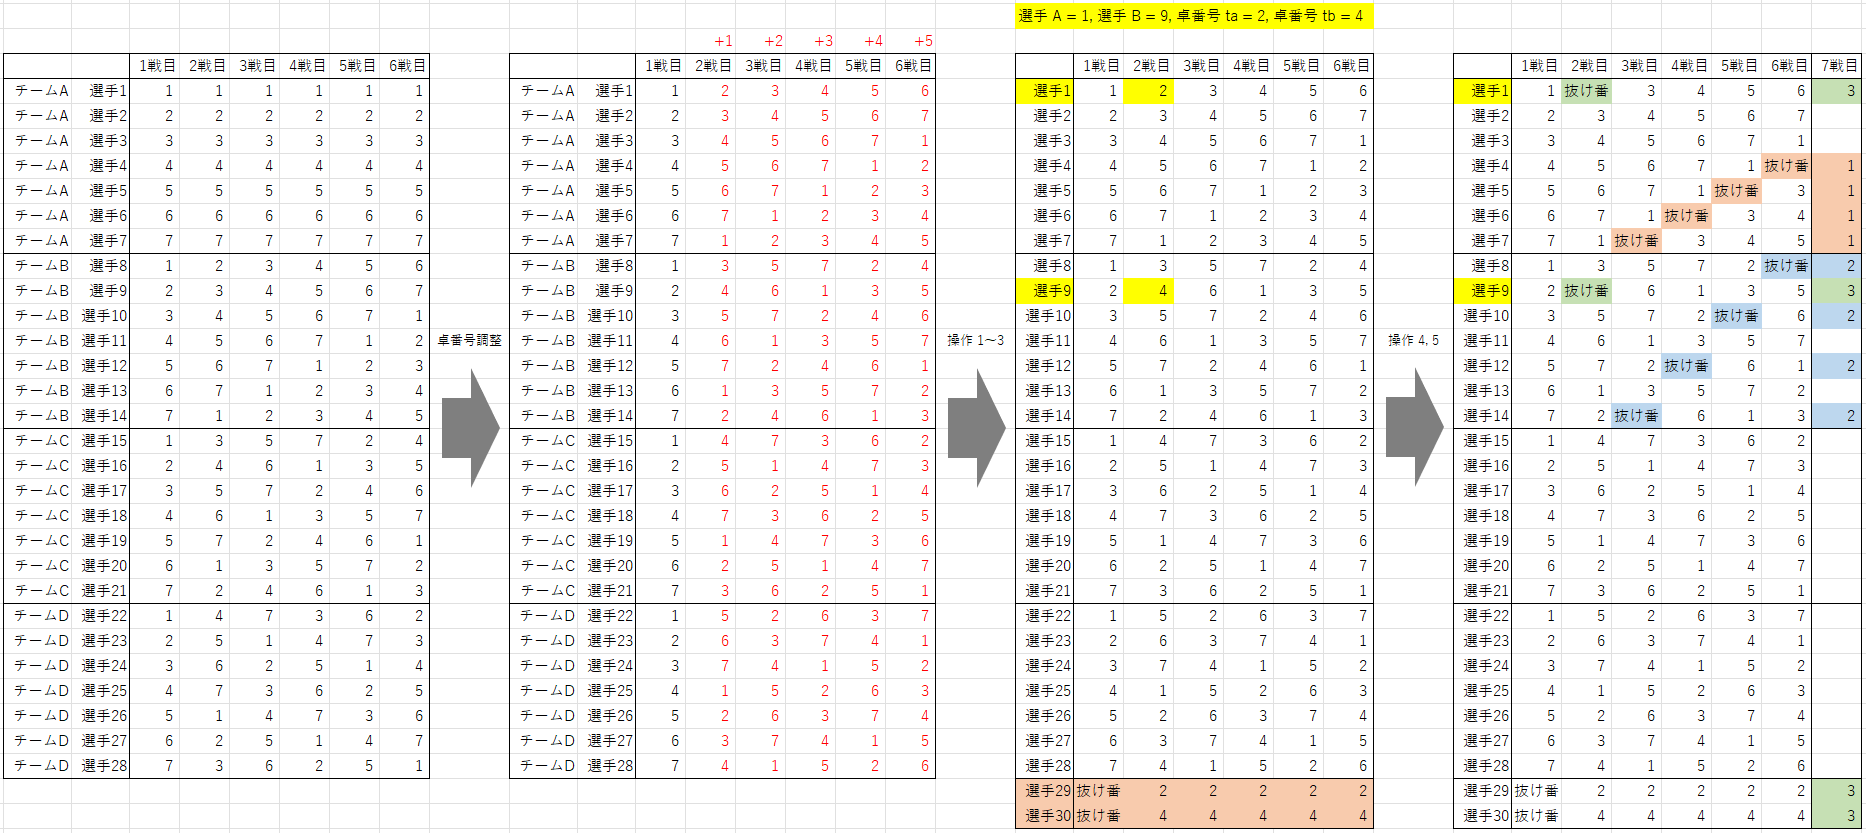 選手 A = 1, 選手 B = 9, 卓番号 ta = 2, 卓番号 tb = 4
+1 +2 +3 +4 +5
1戦目 2戦目 3戦目 4戦目 5戦目 6戦目 1戦目 2戦目 3戦目 4戦目 5戦目 6戦目 1戦目 2戦目 3戦目 4戦目 5戦目 6戦目 1戦目 2戦目 3戦目 4戦目 5戦目 6戦目 7戦目
チームA 選手1 1 1 1 1 1 1 チームA 選手1 1 2 3 4 5 6 選手1 1 2 3 4 5 6 選手1 1 抜け番 3 4 5 6 3
チームA 選手2 2 2 2 2 2 2 チームA 選手2 2 3 4 5 6 7 選手2 2 3 4 5 6 7 選手2 2 3 4 5 6 7
チームA 選手3 3 3 3 3 3 3 チームA 選手3 3 4 5 6 7 1 選手3 3 4 5 6 7 1 選手3 3 4 5 6 7 1
チームA 選手4 4 4 4 4 4 4 チームA 選手4 4 5 6 7 1 2 選手4 4 5 6 7 1 2 選手4 4 5 6 7 1 抜け番 1
チームA 選手5 5 5 5 5 5 5 チームA 選手5 5 6 7 1 2 3 選手5 5 6 7 1 2 3 選手5 5 6 7 1 抜け番 3 1
チームA 選手6 6 6 6 6 6 6 チームA 選手6 6 7 1 2 3 4 選手6 6 7 1 2 3 4 選手6 6 7 1 抜け番 3 4 1
チームA 選手7 7 7 7 7 7 7 チームA 選手7 7 1 2 3 4 5 選手7 7 1 2 3 4 5 選手7 7 1 抜け番 3 4 5 1
チームB 選手8 1 2 3 4 5 6 チームB 選手8 1 3 5 7 2 4 選手8 1 3 5 7 2 4 選手8 1 3 5 7 2 抜け番 2
チームB 選手9 2 3 4 5 6 7 チームB 選手9 2 4 6 1 3 5 選手9 2 4 6 1 3 5 選手9 2 抜け番 6 1 3 5 3
チームB 選手10 3 4 5 6 7 1 チームB 選手10 3 5 7 2 4 6 選手10 3 5 7 2 4 6 選手10 3 5 7 2 抜け番 6 2
チームB 選手11 4 5 6 7 1 2 卓番号調整 チームB 選手11 4 6 1 3 5 7 操作 1～3 選手11 4 6 1 3 5 7 操作 4, 5 選手11 4 6 1 3 5 7
チームB 選手12 5 6 7 1 2 3 チームB 選手12 5 7 2 4 6 1 選手12 5 7 2 4 6 1 選手12 5 7 2 抜け番 6 1 2
チームB 選手13 6 7 1 2 3 4 チームB 選手13 6 1 3 5 7 2 選手13 6 1 3 5 7 2 選手13 6 1 3 5 7 2
チームB 選手14 7 1 2 3 4 5 チームB 選手14 7 2 4 6 1 3 選手14 7 2 4 6 1 3 選手14 7 2 抜け番 6 1 3 2
チームC 選手15 1 3 5 7 2 4 チームC 選手15 1 4 7 3 6 2 選手15 1 4 7 3 6 2 選手15 1 4 7 3 6 2
チームC 選手16 2 4 6 1 3 5 チームC 選手16 2 5 1 4 7 3 選手16 2 5 1 4 7 3 選手16 2 5 1 4 7 3
チームC 選手17 3 5 7 2 4 6 チームC 選手17 3 6 2 5 1 4 選手17 3 6 2 5 1 4 選手17 3 6 2 5 1 4
チームC 選手18 4 6 1 3 5 7 チームC 選手18 4 7 3 6 2 5 選手18 4 7 3 6 2 5 選手18 4 7 3 6 2 5
チームC 選手19 5 7 2 4 6 1 チームC 選手19 5 1 4 7 3 6 選手19 5 1 4 7 3 6 選手19 5 1 4 7 3 6
チームC 選手20 6 1 3 5 7 2 チームC 選手20 6 2 5 1 4 7 選手20 6 2 5 1 4 7 選手20 6 2 5 1 4 7
チームC 選手21 7 2 4 6 1 3 チームC 選手21 7 3 6 2 5 1 選手21 7 3 6 2 5 1 選手21 7 3 6 2 5 1
チームD 選手22 1 4 7 3 6 2 チームD 選手22 1 5 2 6 3 7 選手22 1 5 2 6 3 7 選手22 1 5 2 6 3 7
チームD 選手23 2 5 1 4 7 3 チームD 選手23 2 6 3 7 4 1 選手23 2 6 3 7 4 1 選手23 2 6 3 7 4 1
チームD 選手24 3 6 2 5 1 4 チームD 選手24 3 7 4 1 5 2 選手24 3 7 4 1 5 2 選手24 3 7 4 1 5 2
チームD 選手25 4 7 3 6 2 5 チームD 選手25 4 1 5 2 6 3 選手25 4 1 5 2 6 3 選手25 4 1 5 2 6 3
チームD 選手26 5 1 4 7 3 6 チームD 選手26 5 2 6 3 7 4 選手26 5 2 6 3 7 4 選手26 5 2 6 3 7 4
チームD 選手27 6 2 5 1 4 7 チームD 選手27 6 3 7 4 1 5 選手27 6 3 7 4 1 5 選手27 6 3 7 4 1 5
チームD 選手28 7 3 6 2 5 1 チームD 選手28 7 4 1 5 2 6 選手28 7 4 1 5 2 6 選手28 7 4 1 5 2 6
選手29 抜け番 2 2 2 2 2 選手29 抜け番 2 2 2 2 2 3
選手30 抜け番 4 4 4 4 4 選手30 抜け番 4 4 4 4 4 3